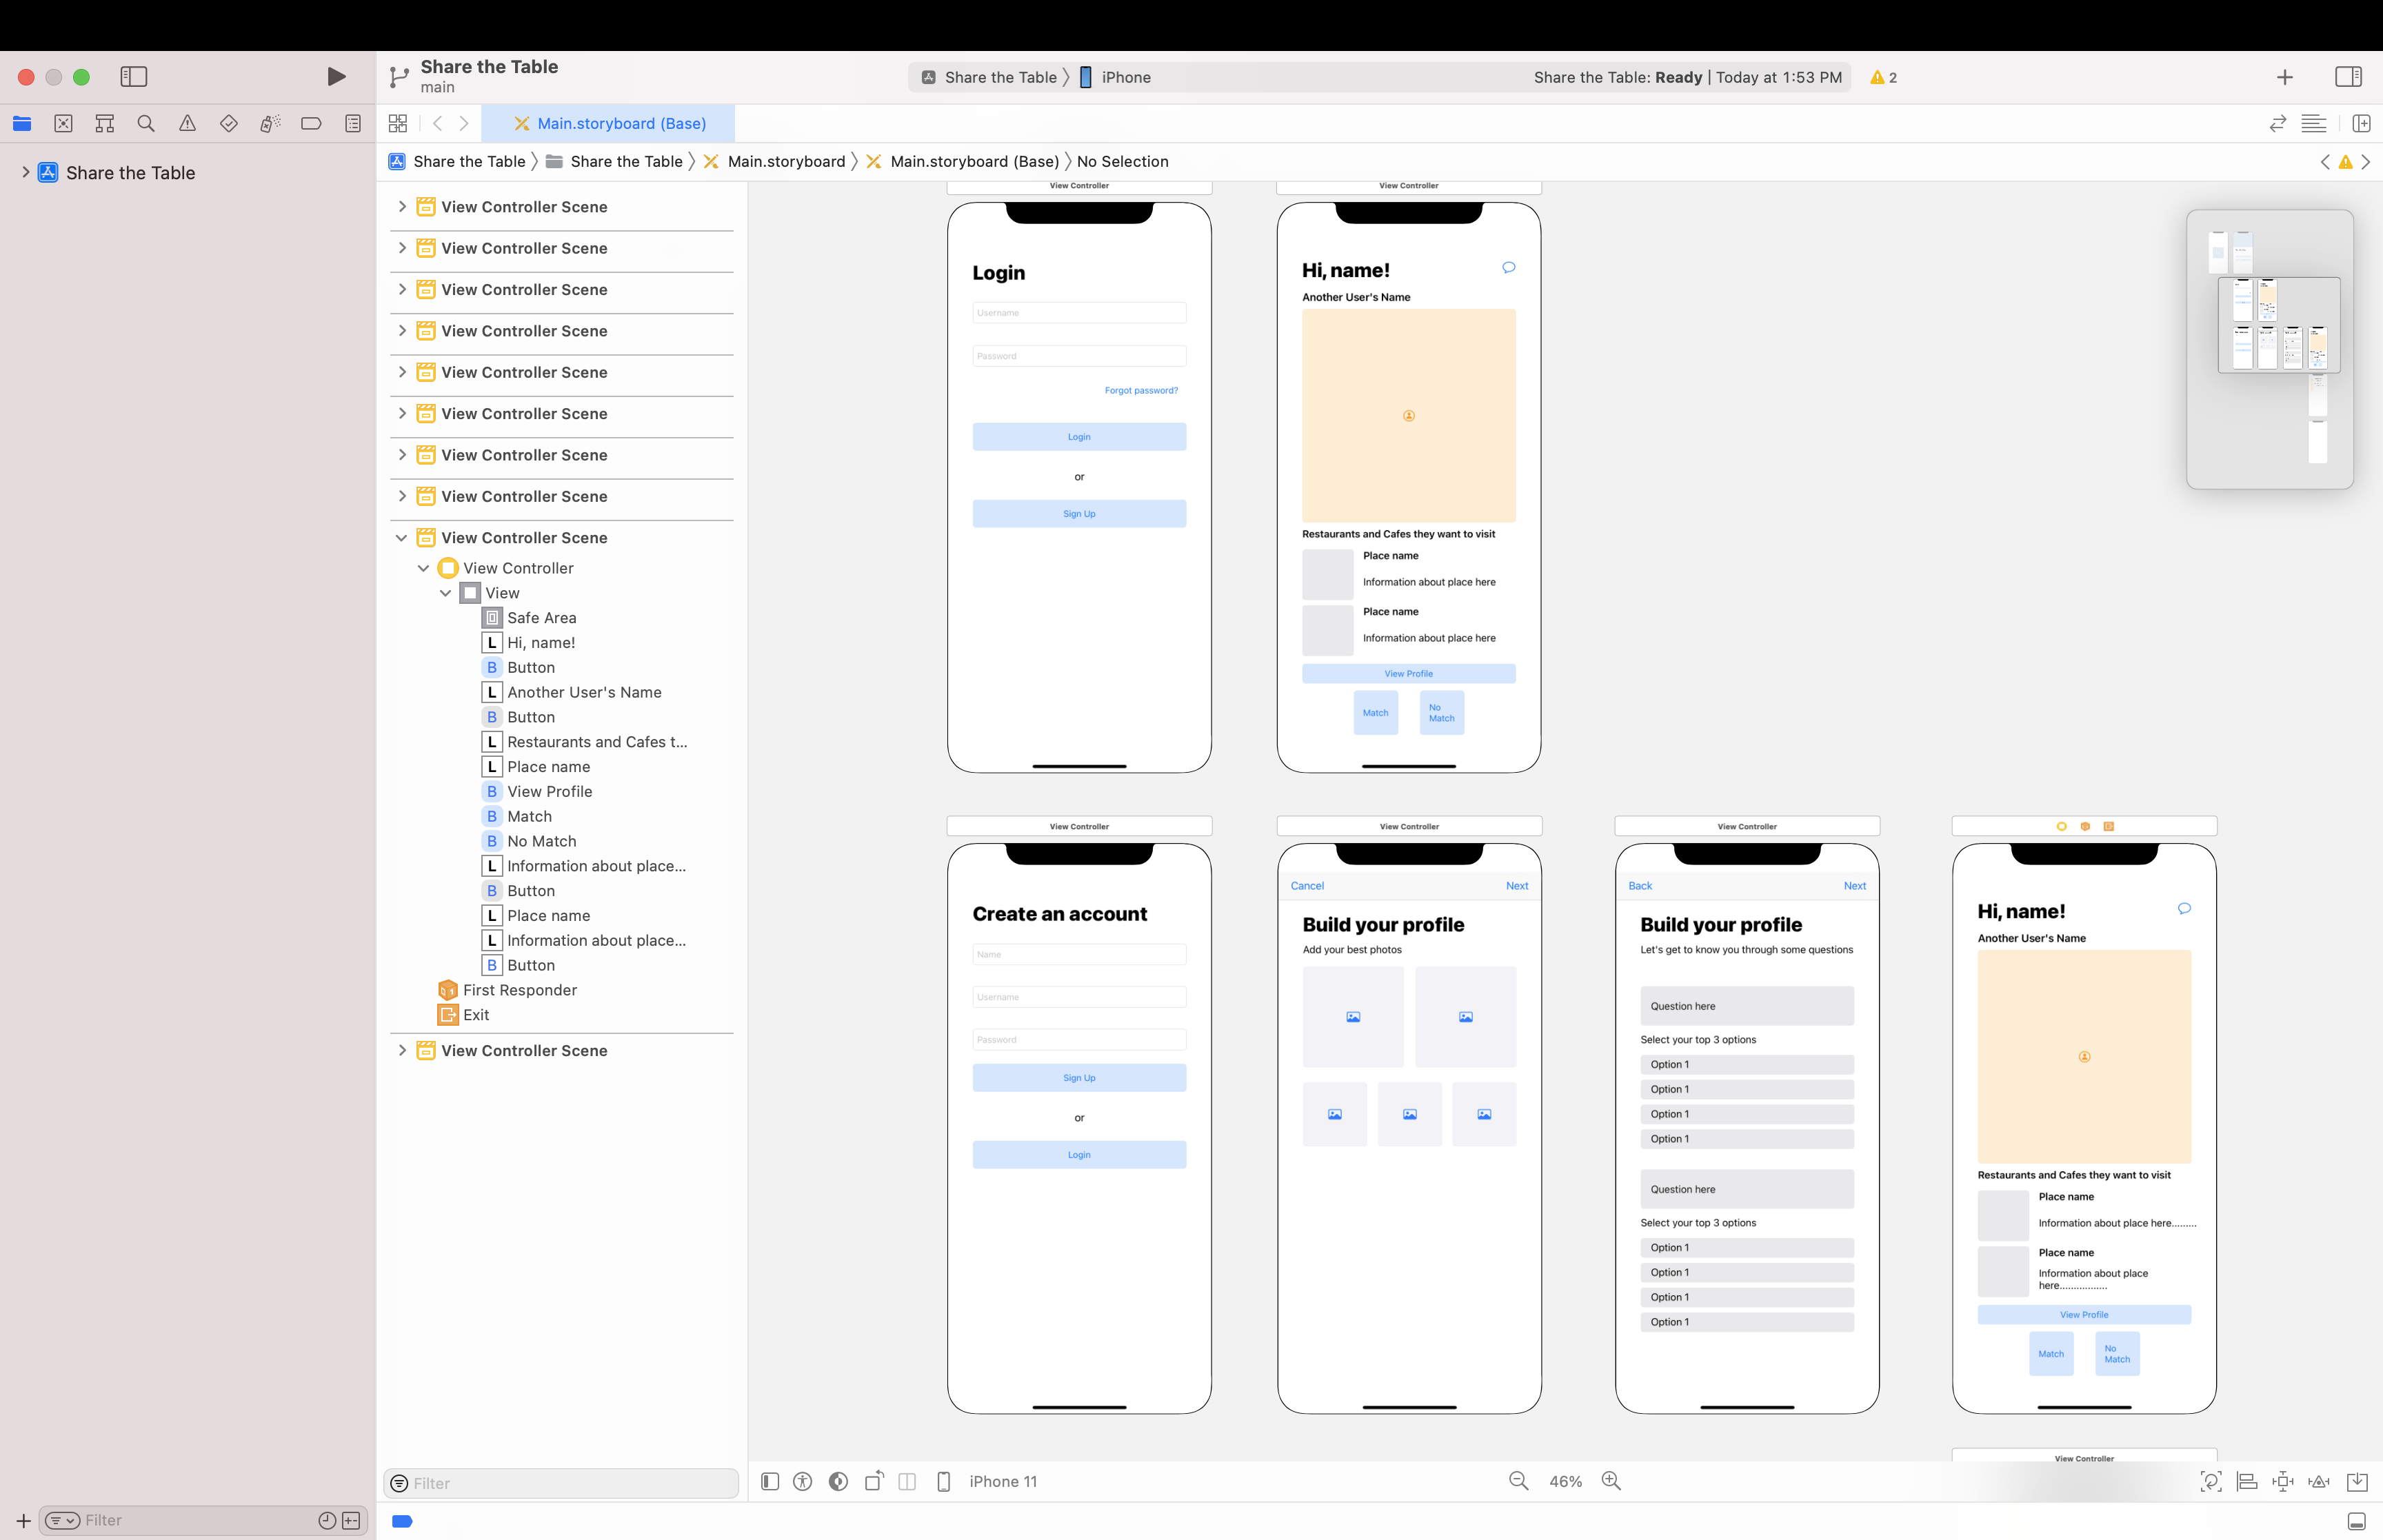 Share the Table
main
Share the Table
iPhone
Share the Table: Ready | Today at 1:53 PM
2
Main.storyboard (Base)
Share the Table
Share the Table
Share the Table
Main.storyboard
Main.storyboard (Base)
No Selection
View Controller Scene
View Controller Scene
View Controller Scene
View Controller Scene
View Controller Scene
View Controller Scene
View Controller Scene
View Controller Scene
View Controller Scene
View Controller
View
Safe Area
L Hi, name!
B Button
L Another User's Name
B Button
L Restaurants and Cafes t...
L Place name
B View Profile
B Match
B No Match
L Information about place...
B Button
L Place name
L Information about place...
B Button
First Responder
Exit
View Controller Scene
Filter
Filter
View Controller
Login
Username
Password
Forgot password?
Login
or
Sign Up
View Controller
Hi, name!
Another User's Name
Restaurants and Cafes they want to visit
Place name
Information about place here
Place name
Information about place here
View Profile
Match
No
Match
View Controller
Create an account
Name
Username
Password
Sign Up
or
Login
View Controller
Cancel
Next
Build your profile
Add your best photos
View Controller
Back
Next
Build your profile
Let's get to know you through some questions
Question here
Select your top 3 options
Option 1
Option 1
Option 1
Option 1
Question here
Select your top 3 options
Option 1
Option 1
Option 1
Option 1
Hi, name!
Another User's Name
Restaurants and Cafes they want to visit
Place name
Information about place here.........
Place name
Information about place
here.................
View Profile
Match
No
Match
View Controller
iPhone 11
46%